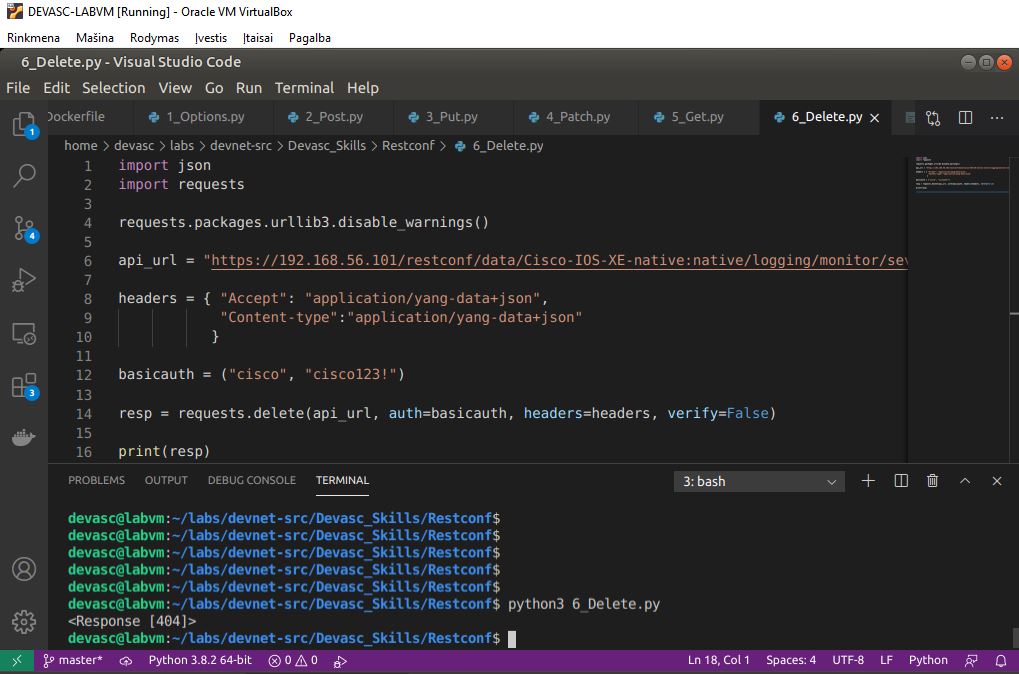 DEVASC-LABVM [Running] - Oracle VM VirtualBox
Rinkmena Mašina Rodymas Įvestis Įtaisai Pagalba
6_Delete.py - Visual Studio Code
File Edit Selection View Go Run Terminal Help
Dockerfile 1_Options.py 2_Post.py 3_Put.py 4_Patch.py 5_Get.py 6_Delete.py
home > devasc > labs > devnet-src > Devasc_Skills > Restconf > 6_Delete.py
1 import json
2 import requests
3
4 requests.packages.urllib3.disable_warnings()
5
6 api_url = "https://192.168.56.101/restconf/data/Cisco-IOS-XE-native:native/logging/monitor/sev
7
8 headers = { "Accept": "application/yang-data+json",
9 "Content-type":"application/yang-data+json"
10 }
11
12 basicauth = ("cisco", "cisco123!")
13
14 resp = requests.delete(api_url, auth=basicauth, headers=headers, verify=False)
15
16 print(resp)
1
4
3
PROBLEMS OUTPUT DEBUG CONSOLE TERMINAL 3: bash
devasc@labvm:~/labs/devnet-src/Devasc_Skills/Restconf$
devasc@labvm:~/labs/devnet-src/Devasc_Skills/Restconf$
devasc@labvm:~/labs/devnet-src/Devasc_Skills/Restconf$
devasc@labvm:~/labs/devnet-src/Devasc_Skills/Restconf$
devasc@labvm:~/labs/devnet-src/Devasc_Skills/Restconf$
devasc@labvm:~/labs/devnet-src/Devasc_Skills/Restconf$ python3 6_Delete.py
<Response [404]>
devasc@labvm:~/labs/devnet-src/Devasc_Skills/Restconf$
master* Python 3.8.2 64-bit 0 0 Ln 18, Col 1 Spaces: 4 UTF-8 LF Python